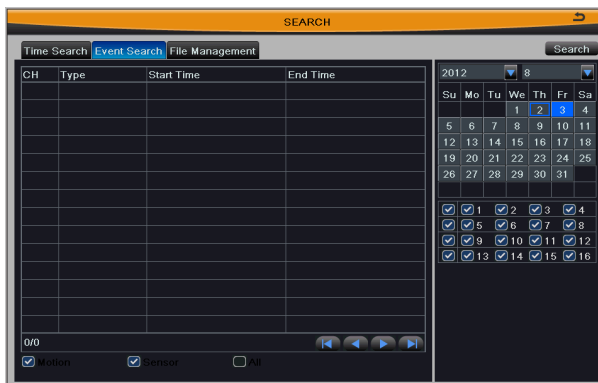 SEARCH
Time Search Event Search File Management Search
CH Type Start Time End Time
2012 8
Su Mo Tu We Th Fr Sa
1 2 3 4
5 6 7 8 9 10 11
12 13 14 15 16 17 18
19 20 21 22 23 24 25
26 27 28 29 30 31
1 2 3 4
5 6 7 8
9 10 11 12
13 14 15 16
0/0
Motion Sensor All